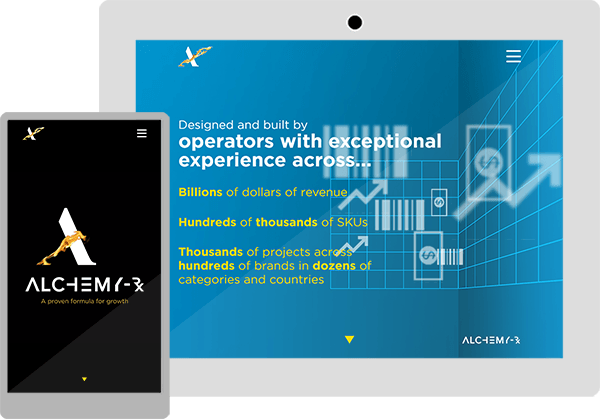 Designed and built by
operators with exceptional
experience across...
Billions of dollars of revenue
Hundreds of thousands of SKUs
Thousands of projects across
hundreds of brands in dozens of
categories and countries
ALCHEMY-℞
ALCHEMY-℞
A proven formula for growth